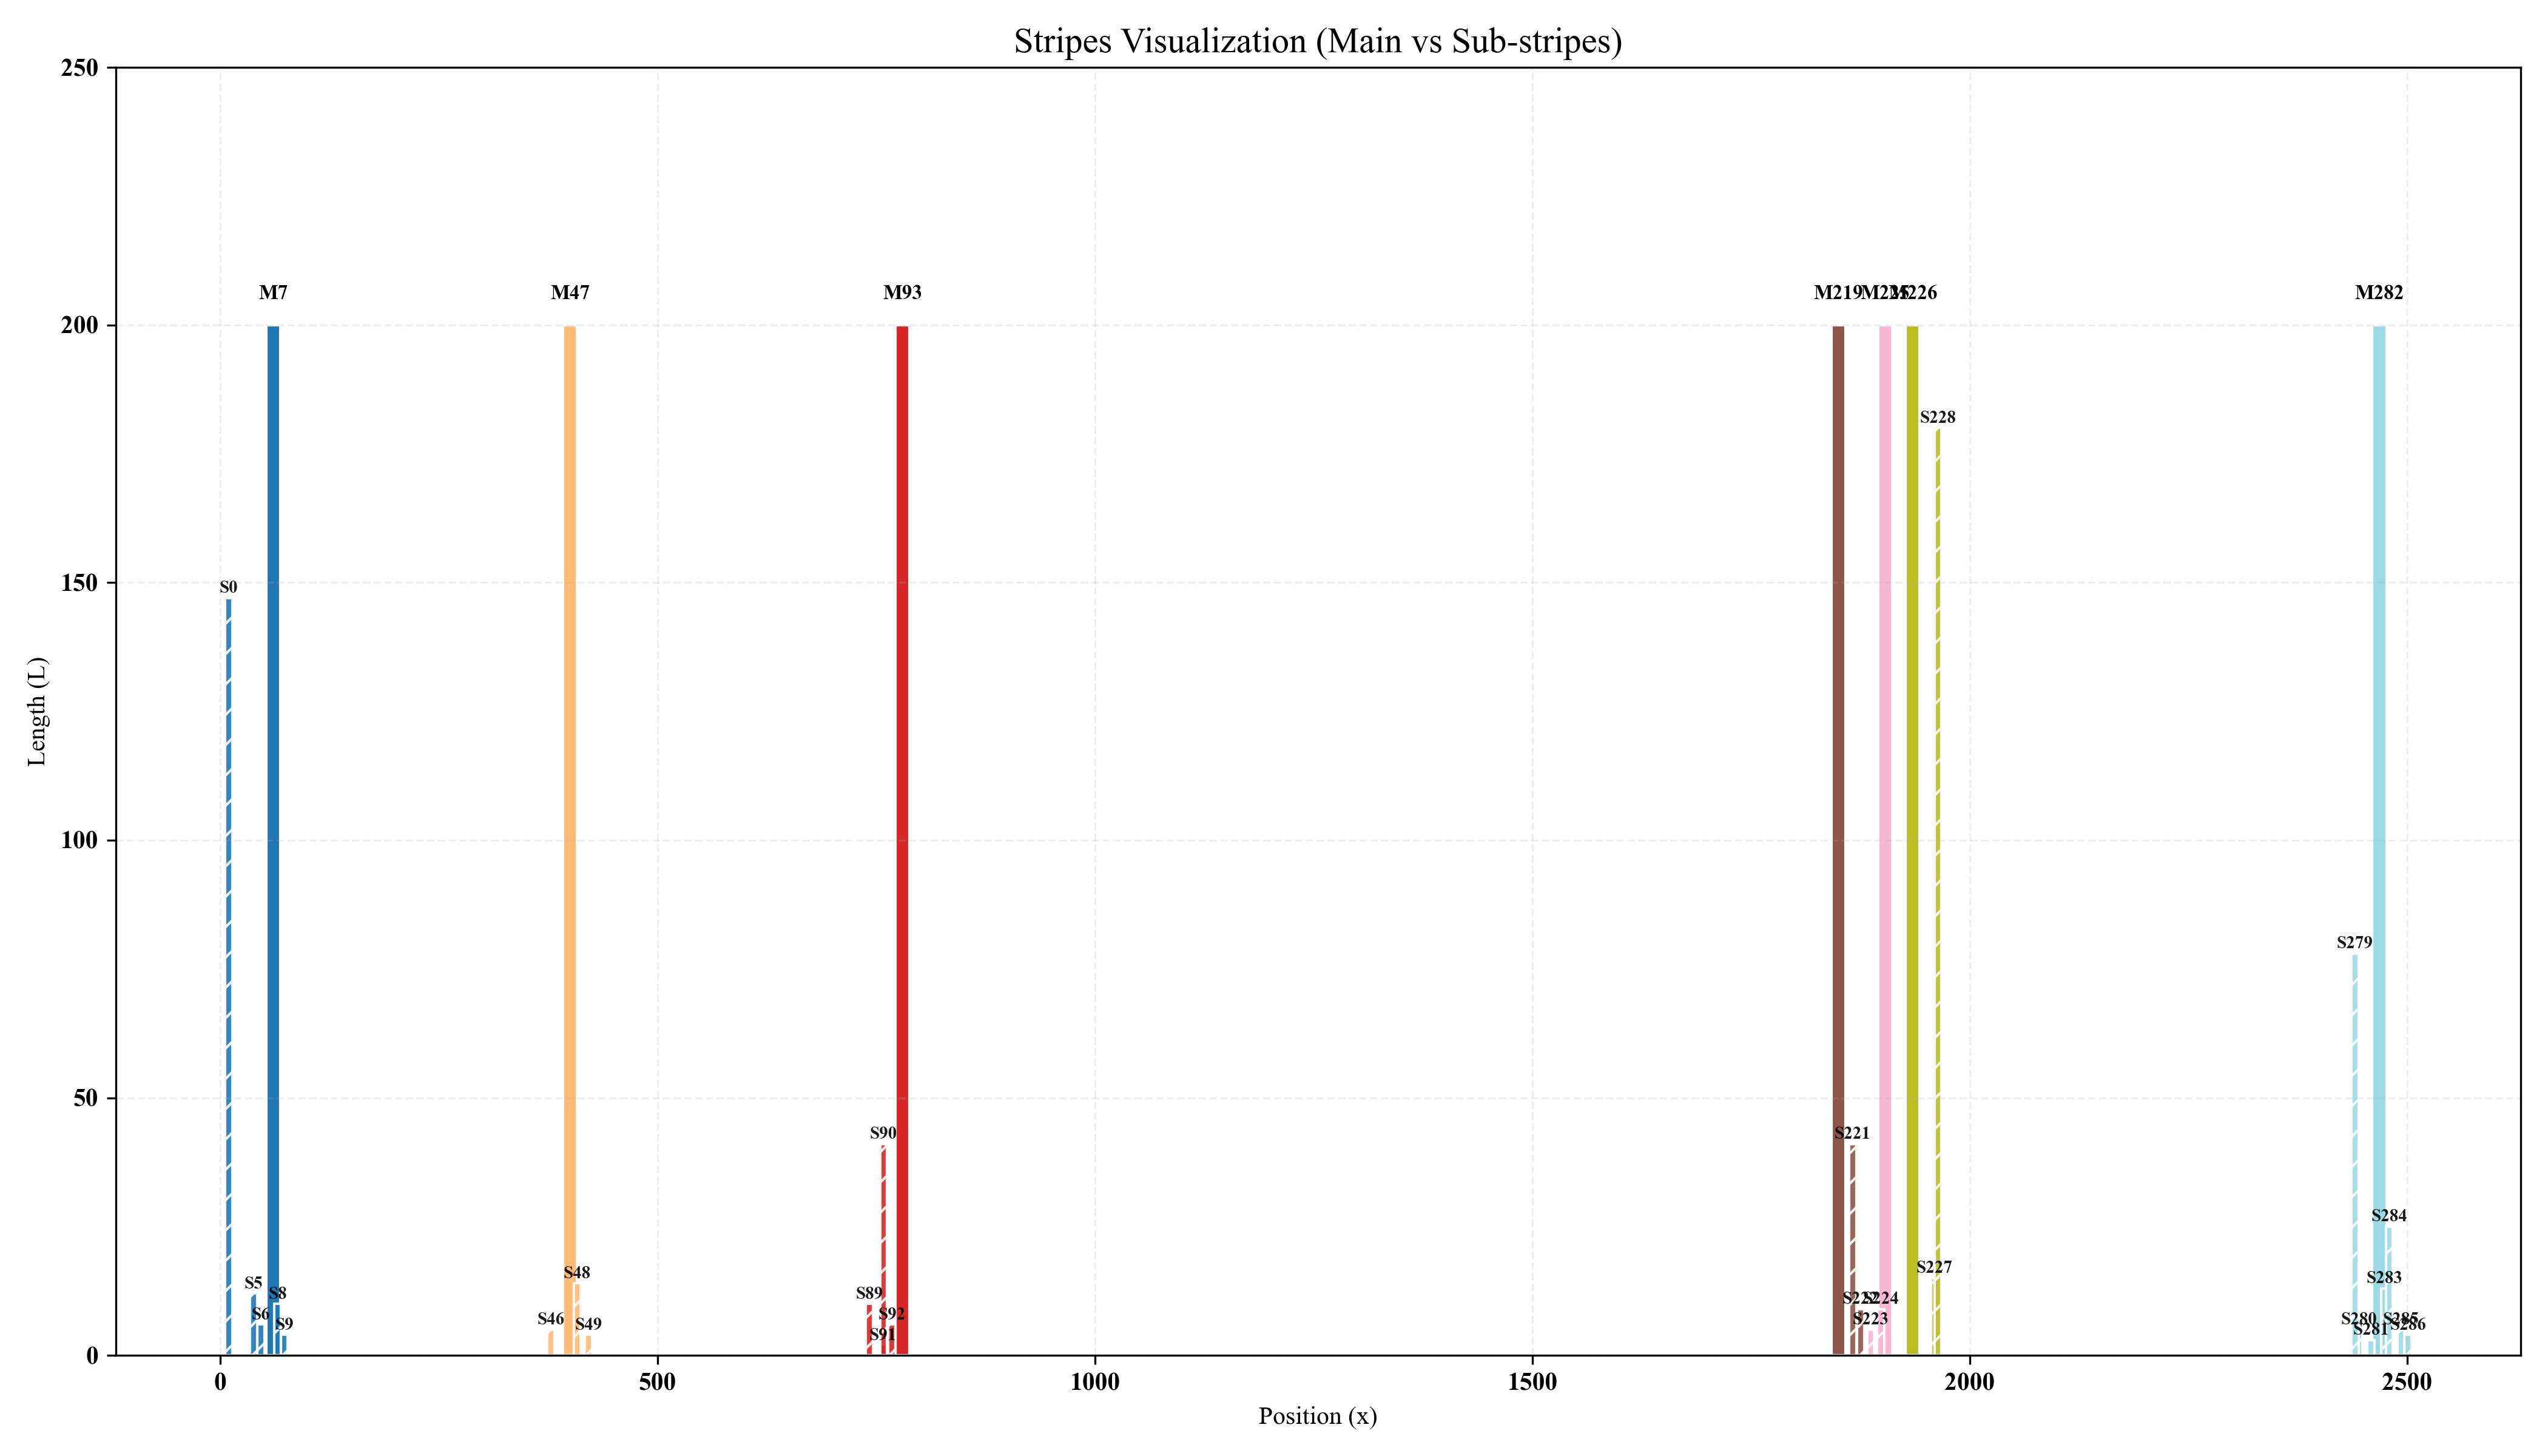 Stripes Visualization (Main vs Sub-stripes)
250
200
150
100
50
0
Length (L)
M7
M47
M93
M219
M226
M282
S228
S0
S279
S90
S221
S284
S5
S6
S8
S9
S46
S48
S49
S89
S91
S92
S227
S224
S223
S283
S280
S281
S286
0
500
1000
1500
2000
2500
Position (x)